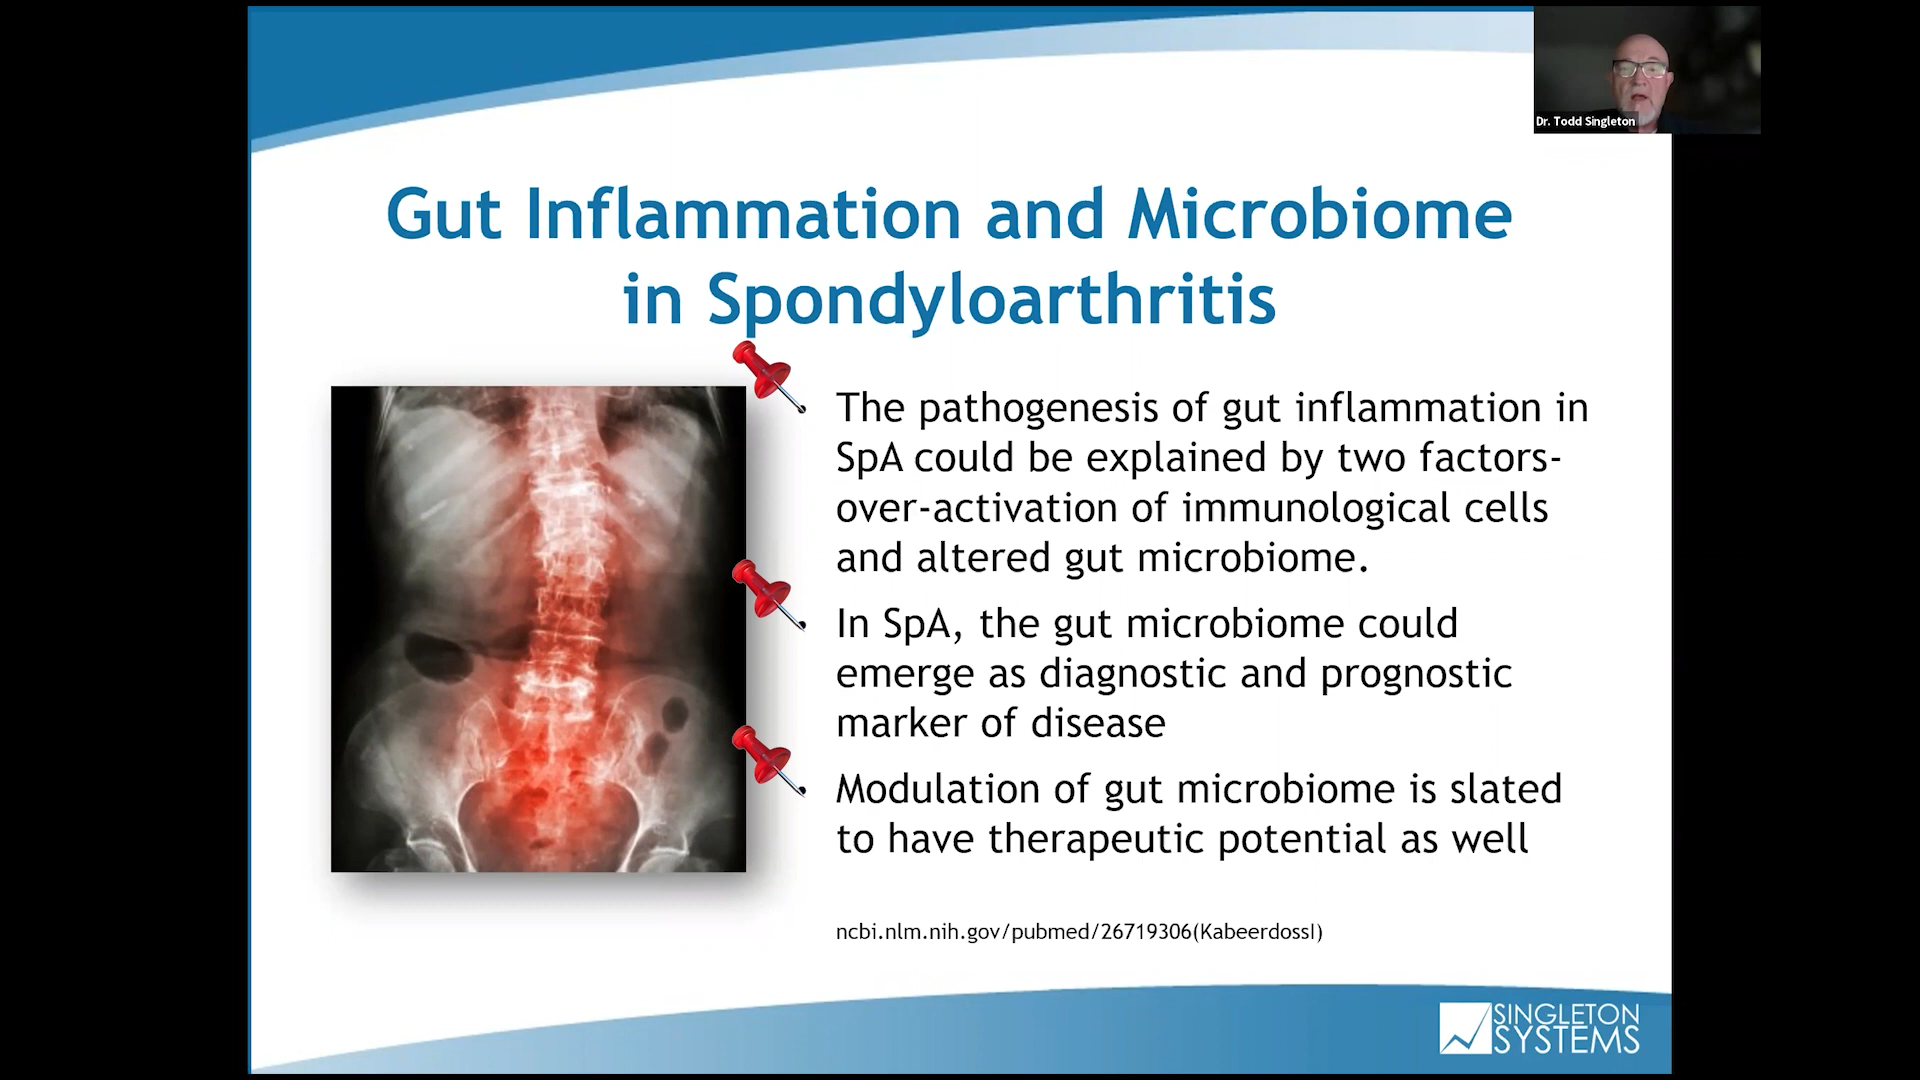 Dr. Todd Singleton
Gut Inflammation and Microbiome
in Spondyloarthritis
The pathogenesis of gut inflammation in
SpA could be explained by two factors-
over-activation of immunological cells
and altered gut microbiome.
In SpA, the gut microbiome could
emerge as diagnostic and prognostic
marker of disease
Modulation of gut microbiome is slated
to have therapeutic potential as well
ncbi.nlm.nih.gov/pubmed/26719306(KabeerdossI)
SINGLETON
SYSTEMS